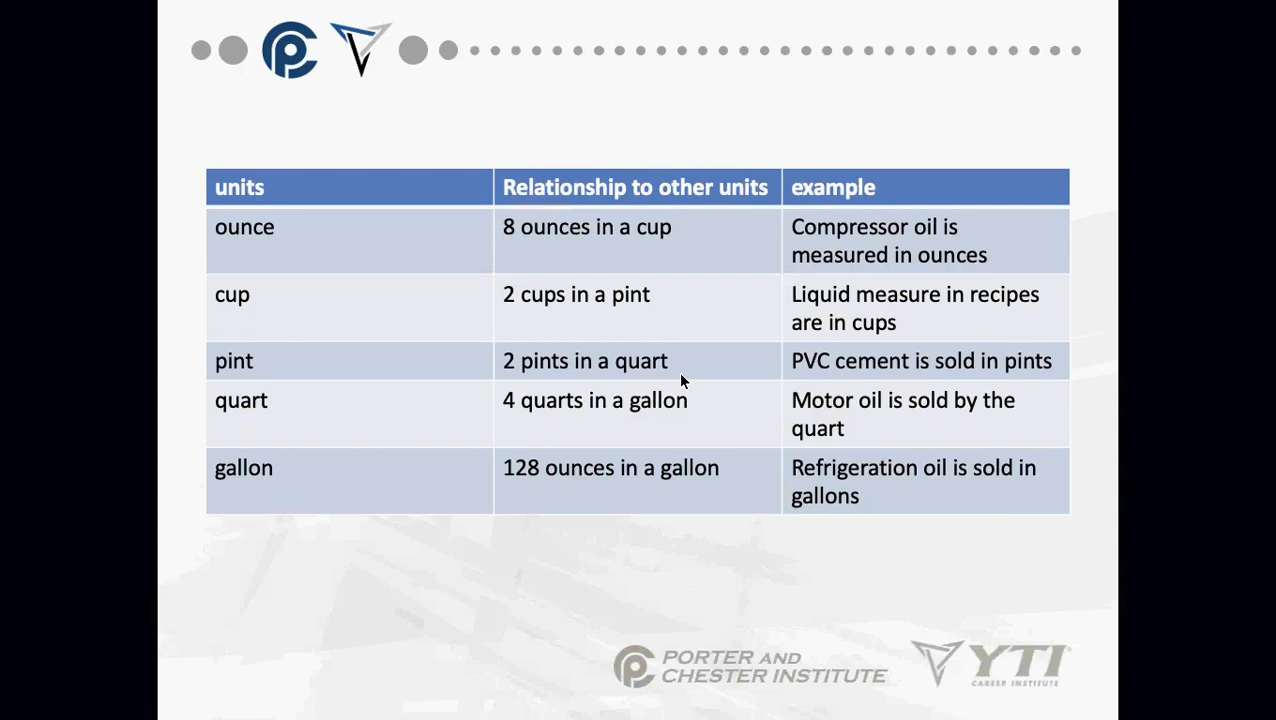 units
Relationship to other units
example
ounce
8 ounces in a cup
Compressor oil is
measured in ounces
cup
2 cups in a pint
Liquid measure in recipes
are in cups
pint
2 pints in a quart
PVC cement is sold in pints
quart
4 quarts in a gallon
Motor oil is sold by the
quart
gallon
128 ounces in a gallon
Refrigeration oil is sold in
gallons
PORTER AND
CHESTER INSTITUTE
YTI
CAREER INSTITUTE